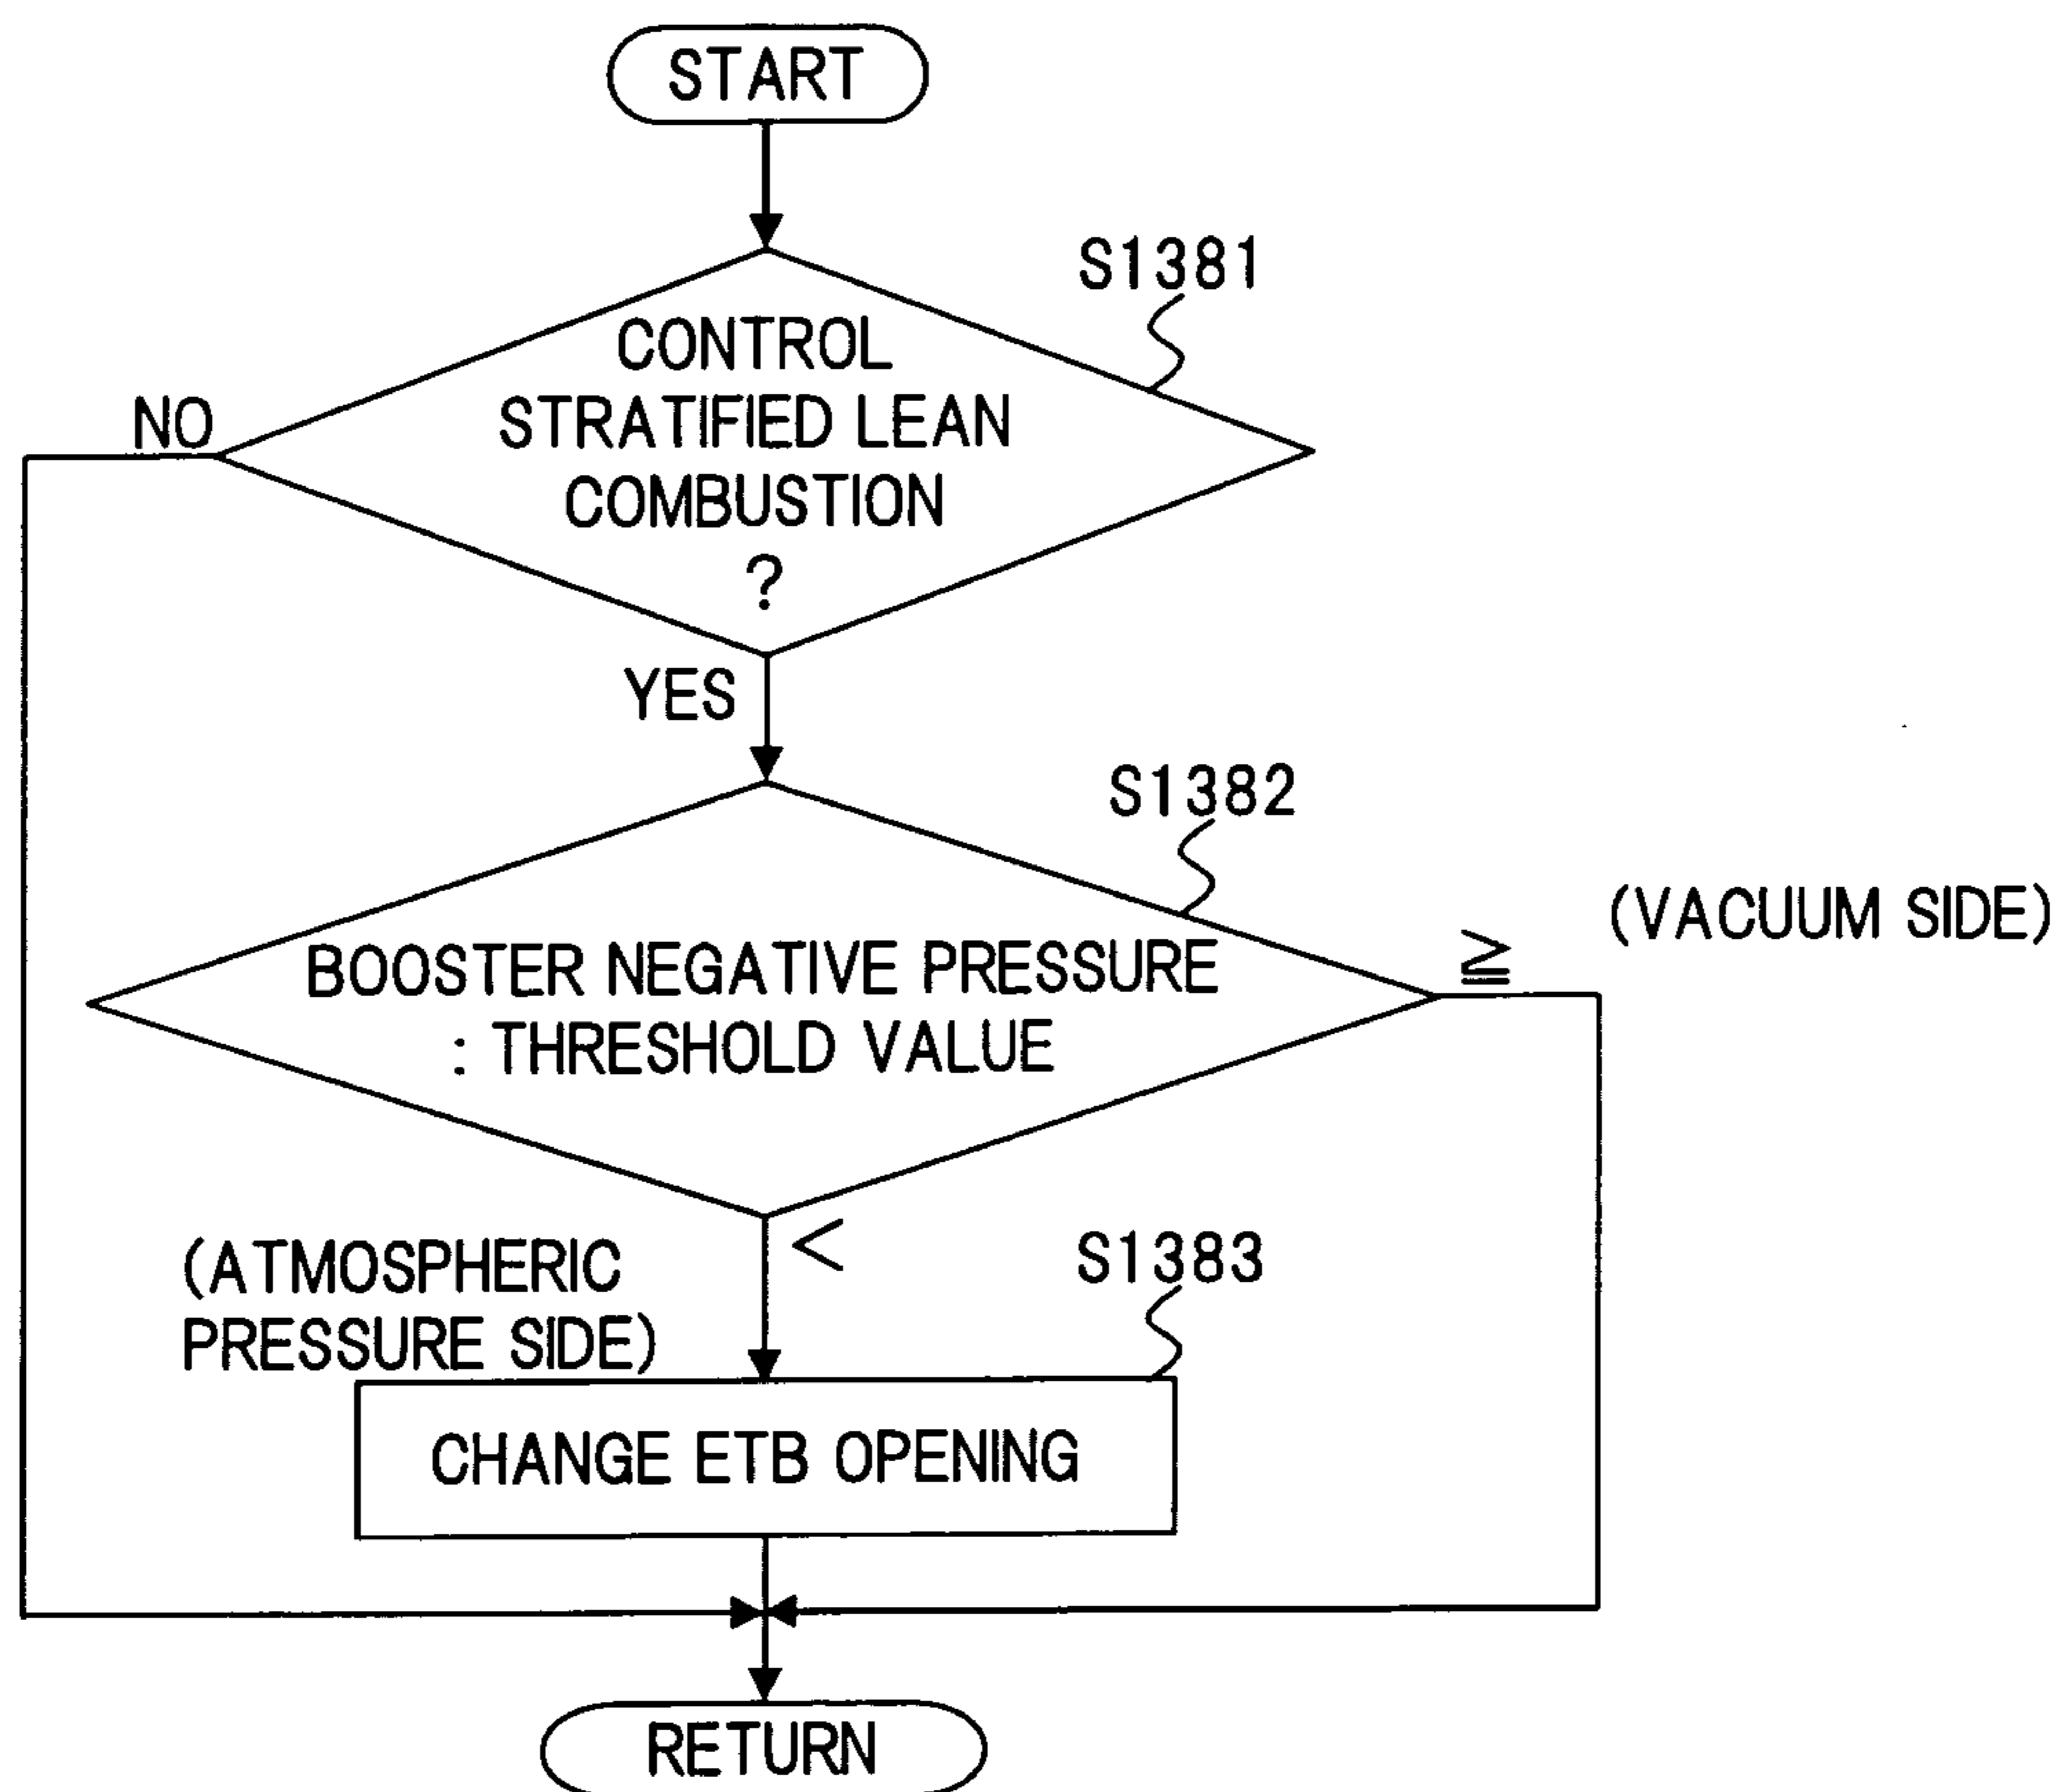 START
S1381
CONTROL
STRATIFIED LEAN
COMBUSTION
?
NO
YES
S1382
(VACUUM SIDE)
≧
BOOSTER NEGATIVE PRESSURE
: THRESHOLD VALUE
<
(ATMOSPHERIC
PRESSURE SIDE)
S1383
CHANGE ETB OPENING
RETURN